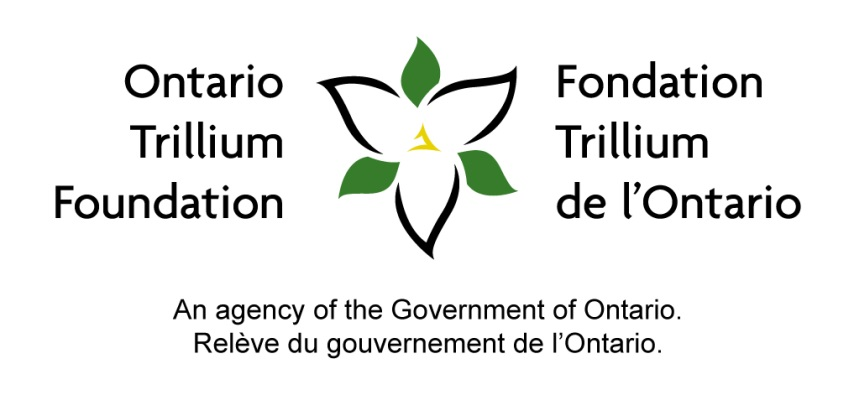 Ontario
Trillium
Foundation
Fondation
Trillium
de l’Ontario
An agency of the Government of Ontario.
Relève du gouvernement de l’Ontario.